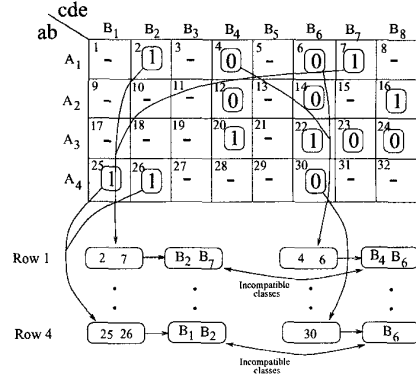 cde
ab
B1 B2 B3 B4 B5 B6 B7 B8
A1 1 - 2 1 3 - 4 0 5 - 6 0 7 1 8 -
A2 9 - 10 - 11 - 12 0 13 - 14 0 15 - 16 1
A3 17 - 18 - 19 - 20 1 21 - 22 1 23 0 24 0
A4 25 1 26 1 27 - 28 - 29 - 30 0 31 - 32 -
Row 1 2 7 B2 B7 4 6 B4 B6
Incompatible
classes
Row 4 25 26 B1 B2 30 B6
Incompatible
classes